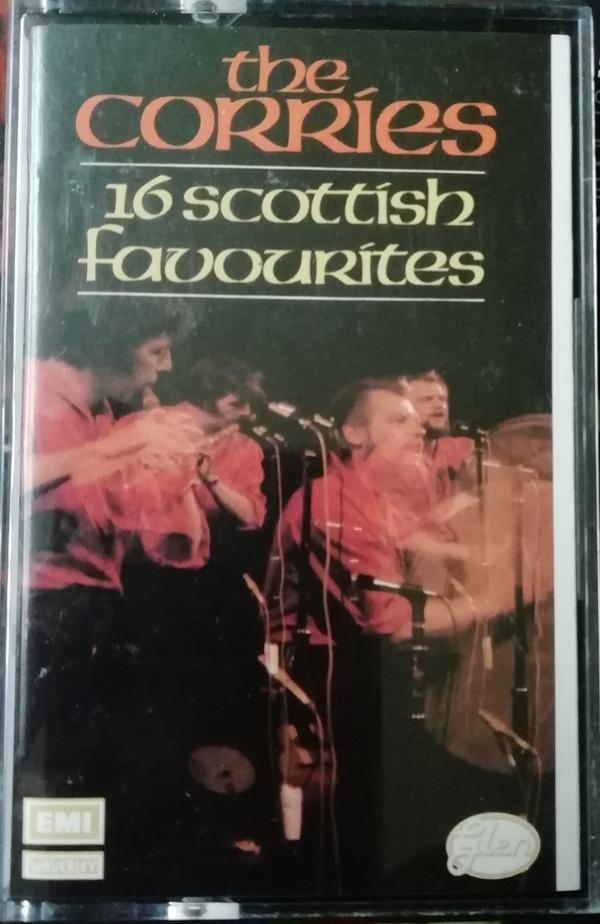 the
CORRIES
16 scottish
favourites
EMI
WAVERLEY
Glen